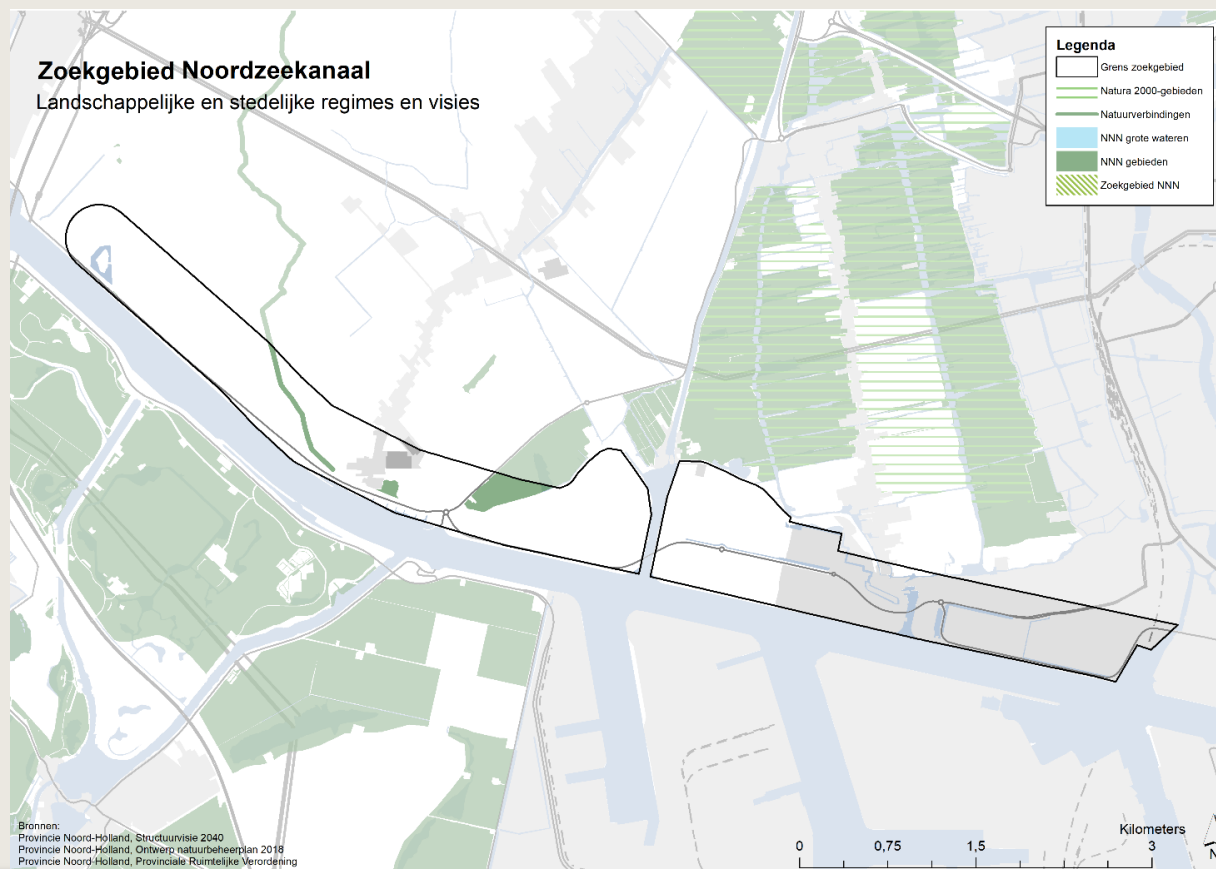 Zoekgebied Noordzeekanaal
Landschappelijke en stedelijke regimes en visies
Legenda
Grens zoekgebied
Natura 2000-gebieden
Natuurverbindingen
NNN grote wateren
NNN gebieden
Zoekgebied NNN
Bronnen:
Provincie Noord-Holland, Structuurvisie 2040
Provincie Noord-Holland, Ontwerp natuurbeheerplan 2018
Provincie Noord-Holland, Provinciale Ruimtelijke Verordening
Kilometers
0 0,75 1,5 3
N